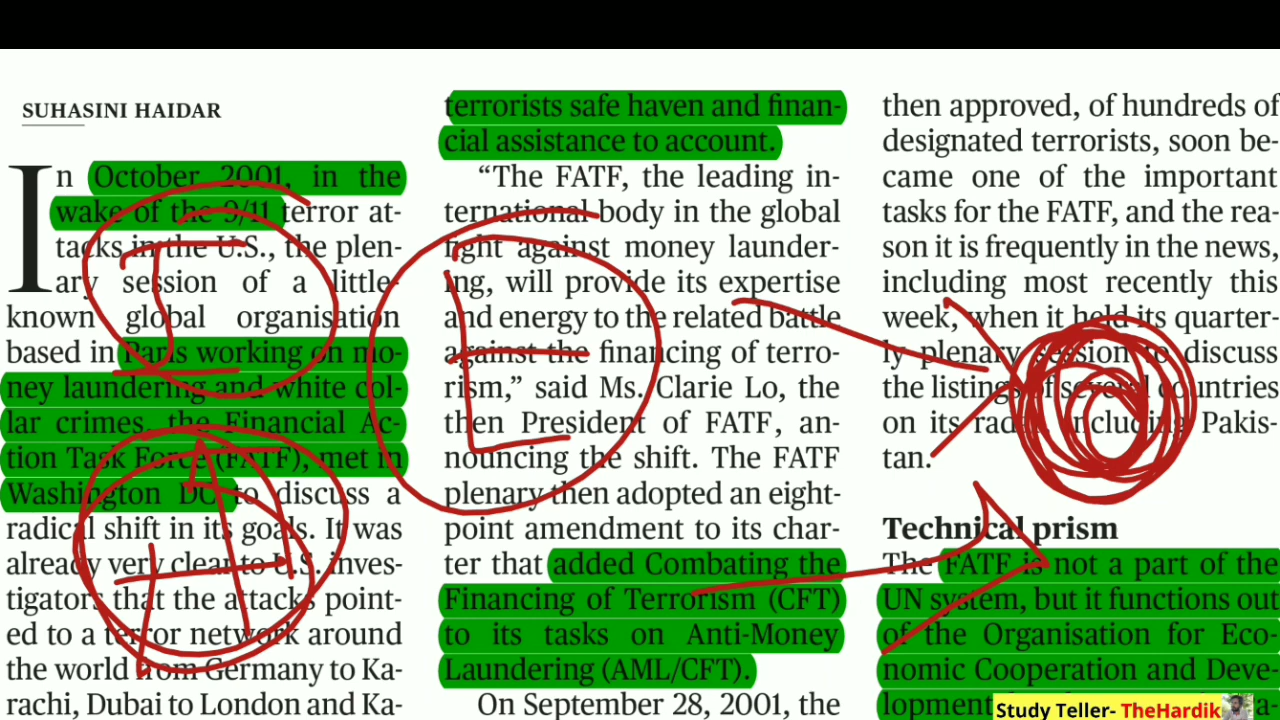 SUHASINI HAIDAR
In October 2001, in the
wake of the 9/11 terror at-
tacks in the U.S., the plen-
ary session of a little-
known global organisation
based in Paris working on mo-
ney laundering and white col-
lar crimes, the Financial Ac-
tion Task Force (FATF), met in
Washington DC to discuss a
radical shift in its goals. It was
already very clear to U.S. inves-
tigators that the attacks point-
ed to a terror network around
the world from Germany to Ka-
rachi, Dubai to London and Ka-
terrorists safe haven and finan-
cial assistance to account.
“The FATF, the leading in-
ternational body in the global
fight against money launder-
ing, will provide its expertise
and energy to the related battle
against the financing of terro-
rism,” said Ms. Clarie Lo, the
then President of FATF, an-
nouncing the shift. The FATF
plenary then adopted an eight-
point amendment to its char-
ter that added Combating the
Financing of Terrorism (CFT)
to its tasks on Anti-Money
Laundering (AML/CFT).
On September 28, 2001, the
then approved, of hundreds of
designated terrorists, soon be-
came one of the important
tasks for the FATF, and the rea-
son it is frequently in the news,
including most recently this
week, when it held its quarter-
ly plenary session to discuss
the listings of several countries
on its radar, including Pakis-
tan.
Technical prism
The FATF is not a part of the
UN system, but it functions out
of the Organisation for Eco-
nomic Cooperation and Deve-
lopment
I
E
A
Study Teller- TheHardik